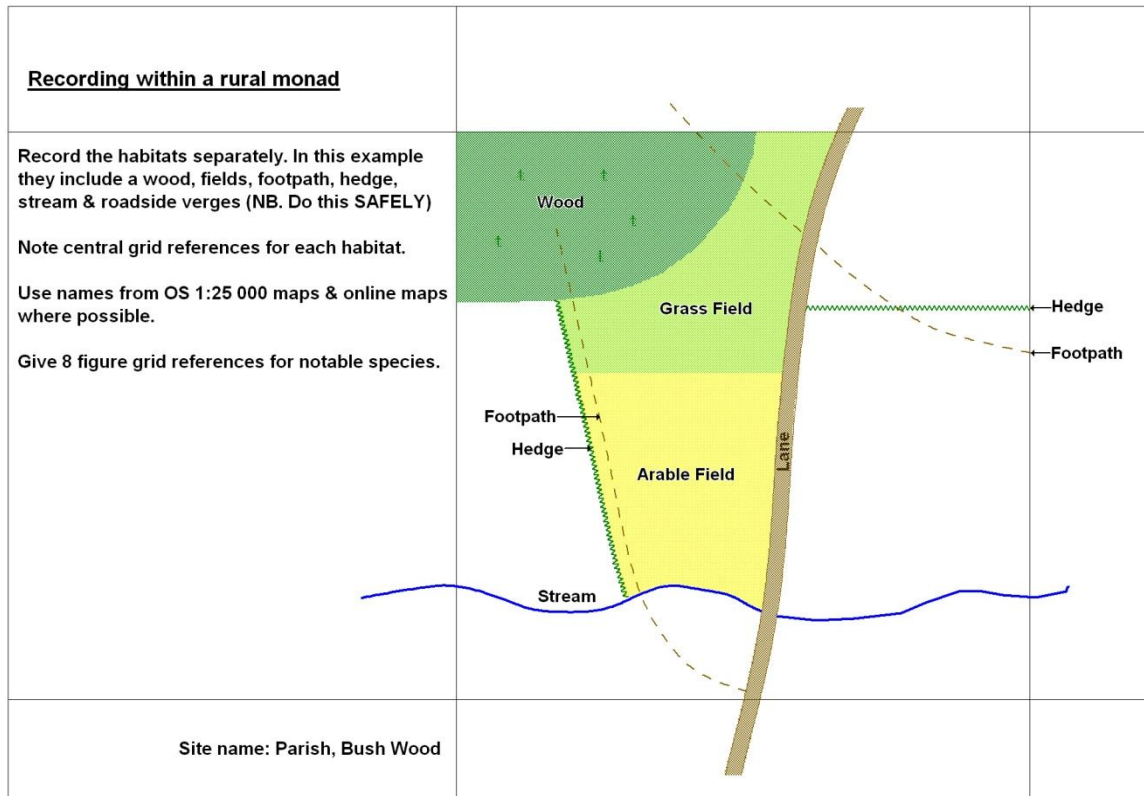 Recording within a rural monad
Record the habitats separately. In this example
they include a wood, fields, footpath, hedge,
stream & roadside verges (NB. Do this SAFELY)
Note central grid references for each habitat.
Use names from OS 1:25 000 maps & online maps
where possible.
Give 8 figure grid references for notable species.
Wood
Grass Field
Hedge
Footpath
Footpath
Hedge
Lane
Arable Field
Stream
Site name: Parish, Bush Wood